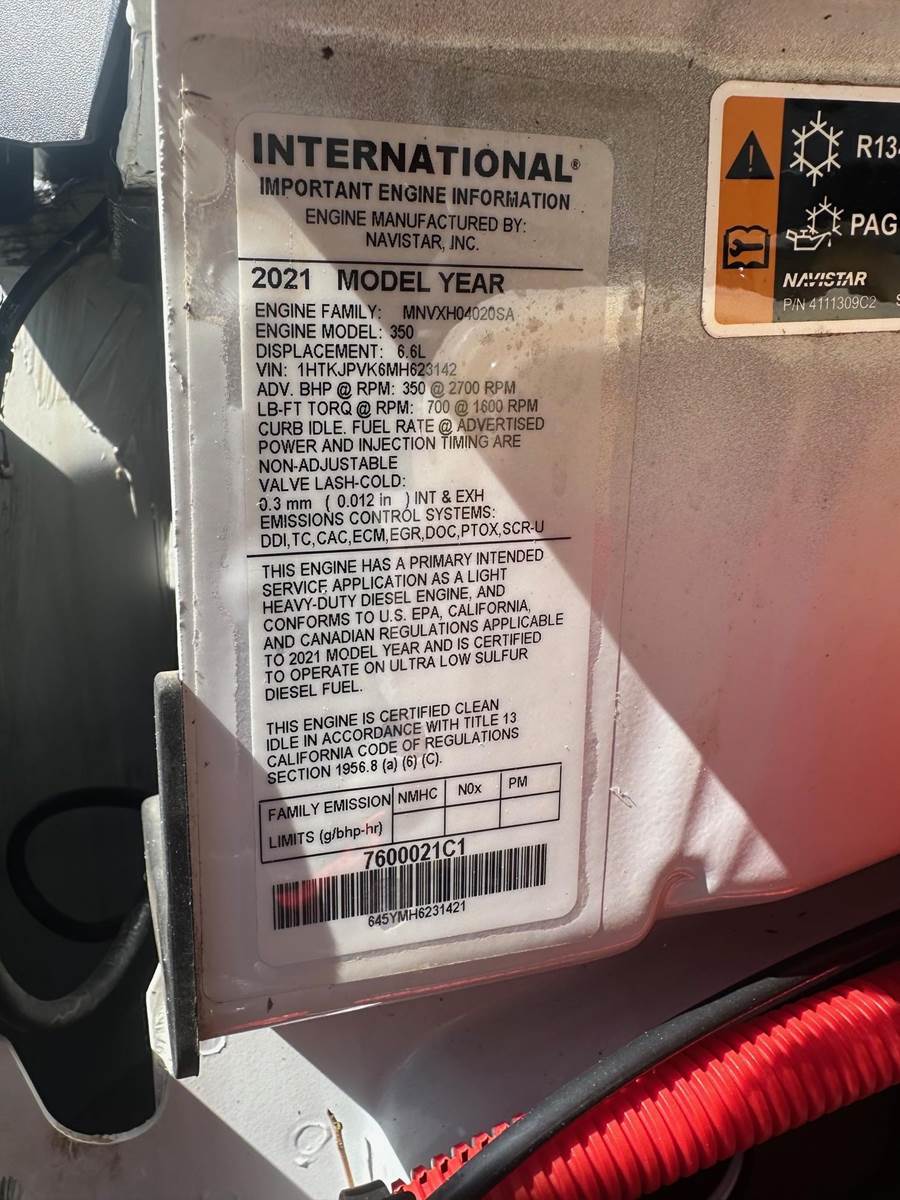 INTERNATIONAL®
IMPORTANT ENGINE INFORMATION
ENGINE MANUFACTURED BY:
NAVISTAR, INC.
2021 MODEL YEAR
ENGINE FAMILY: MNVXH04020SA
ENGINE MODEL: 350
DISPLACEMENT: 6.6L
VIN: 1HTKJPVK6MH623142
ADV. BHP @ RPM: 350 @ 2700 RPM
LB-FT TORQ @ RPM: 700 @ 1600 RPM
CURB IDLE. FUEL RATE @ ADVERTISED
POWER AND INJECTION TIMING ARE
NON-ADJUSTABLE
VALVE LASH-COLD:
0.3 mm ( 0.012 in ) INT & EXH
EMISSIONS CONTROL SYSTEMS:
DDI,TC,CAC,ECM,EGR,DOC,PTOX,SCR-U
THIS ENGINE HAS A PRIMARY INTENDED
SERVICE APPLICATION AS A LIGHT
HEAVY-DUTY DIESEL ENGINE, AND
CONFORMS TO U.S. EPA, CALIFORNIA,
AND CANADIAN REGULATIONS APPLICABLE
TO 2021 MODEL YEAR AND IS CERTIFIED
TO OPERATE ON ULTRA LOW SULFUR
DIESEL FUEL.
THIS ENGINE IS CERTIFIED CLEAN
IDLE IN ACCORDANCE WITH TITLE 13
CALIFORNIA CODE OF REGULATIONS
SECTION 1956.8 (a) (6) (C).
FAMILY EMISSION NMHC N0x PM
LIMITS (g/bhp-hr)
7600021C1
645YMH6231421
R134
PAG
NAVISTAR
P/N 4111309C2